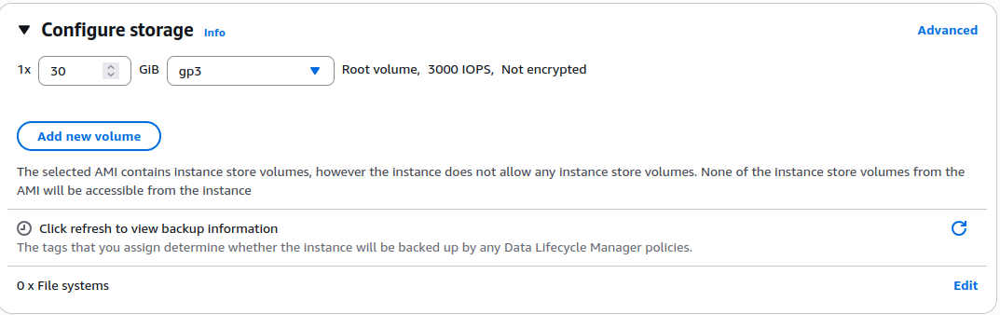 Configure storage Info Advanced
1x 30 GiB gp3 Root volume, 3000 IOPS, Not encrypted
Add new volume
The selected AMI contains instance store volumes, however the instance does not allow any instance store volumes. None of the instance store volumes from the
AMI will be accessible from the instance
Click refresh to view backup information
The tags that you assign determine whether the instance will be backed up by any Data Lifecycle Manager policies.
0 x File systems Edit